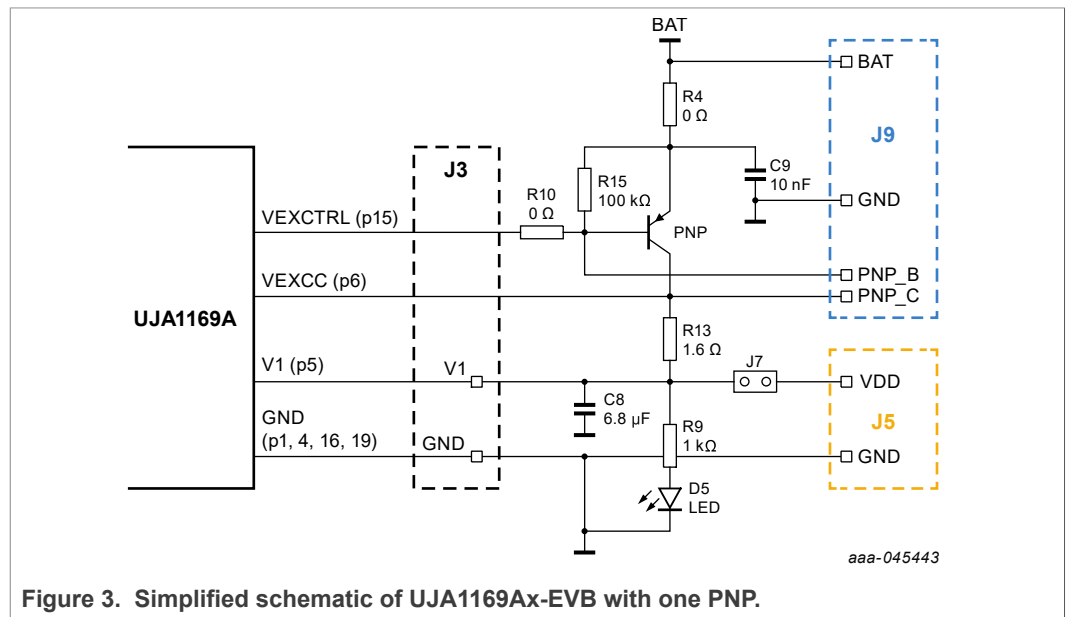 BAT
BAT
R4
0 Ω
J9
J3
C9
10 nF
R15
100 kΩ
R10
0 Ω
GND
VEXCTRL (p15)
PNP
PNP_B
VEXCC (p6)
PNP_C
UJA1169A
R13
1.6 Ω
J7
V1 (p5)
V1
VDD
C8
6.8 µF
J5
GND
(p1, 4, 16, 19)
GND
R9
1 kΩ
GND
D5
LED
aaa-045443
Figure 3. Simplified schematic of UJA1169Ax-EVB with one PNP.